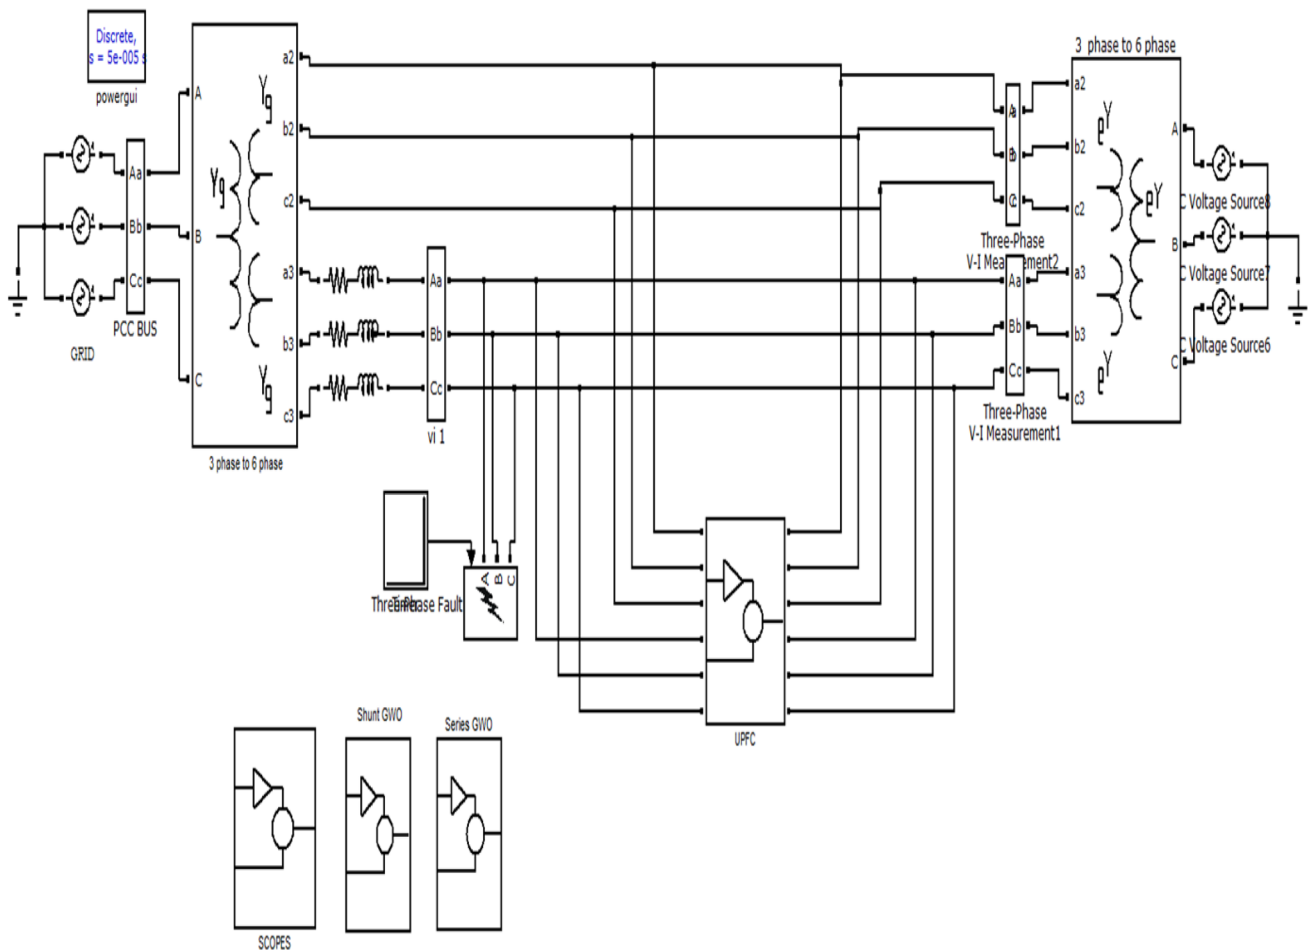 Discrete,
s = 5e-005 s
powergui
A
B
C
Yg
Yg
Yg
a2
b2
c2
a3
b3
c3
3 phase to 6 phase
Aa
Bb
Cc
PCC BUS
GRID
Aa
Bb
Cc
vi 1
A
B
C
Three-Phase Fault
UPFC
Three-Phase
V-I Measurement2
Aa
Bb
Cc
Three-Phase
V-I Measurement1
3 phase to 6 phase
a2
b2
c2
a3
b3
c3
A
B
C
C Voltage Source8
C Voltage Source7
C Voltage Source6
Shunt GWO
Series GWO
SCOPES